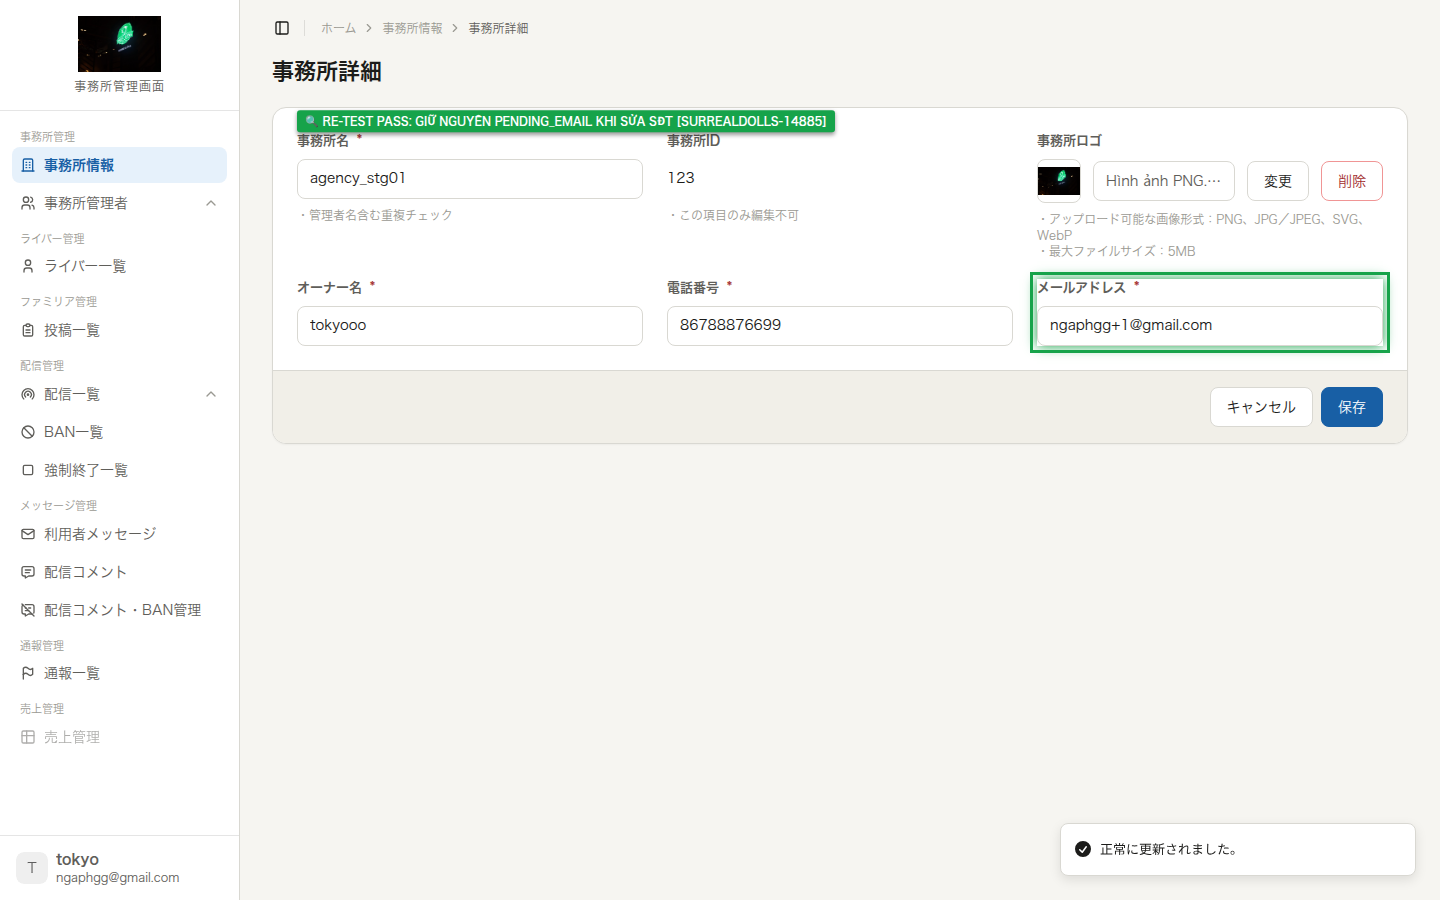 事務所管理画面
事務所管理
事務所情報
事務所管理者
ライバー管理
ライバー一覧
ファミリア管理
投稿一覧
配信管理
配信一覧
BAN一覧
強制終了一覧
メッセージ管理
利用者メッセージ
配信コメント
配信コメント・BAN管理
通報管理
通報一覧
売上管理
売上管理
T
tokyo
ngaphgg@gmail.com
ホーム > 事務所情報 > 事務所詳細
事務所詳細
🔍 RE-TEST PASS: GIỮ NGUYÊN PENDING_EMAIL KHI SỬA SĐT [SURREALDOLLS-14885]
事務所名 *
agency_stg01
・管理者名含む重複チェック
事務所ID
123
・この項目のみ編集不可
事務所ロゴ
Hình ảnh PNG.…
変更
削除
・アップロード可能な画像形式：PNG、JPG／JPEG、SVG、
WebP
・最大ファイルサイズ：5MB
オーナー名 *
tokyooo
電話番号 *
86788876699
メールアドレス *
ngaphgg+1@gmail.com
キャンセル
保存
正常に更新されました。